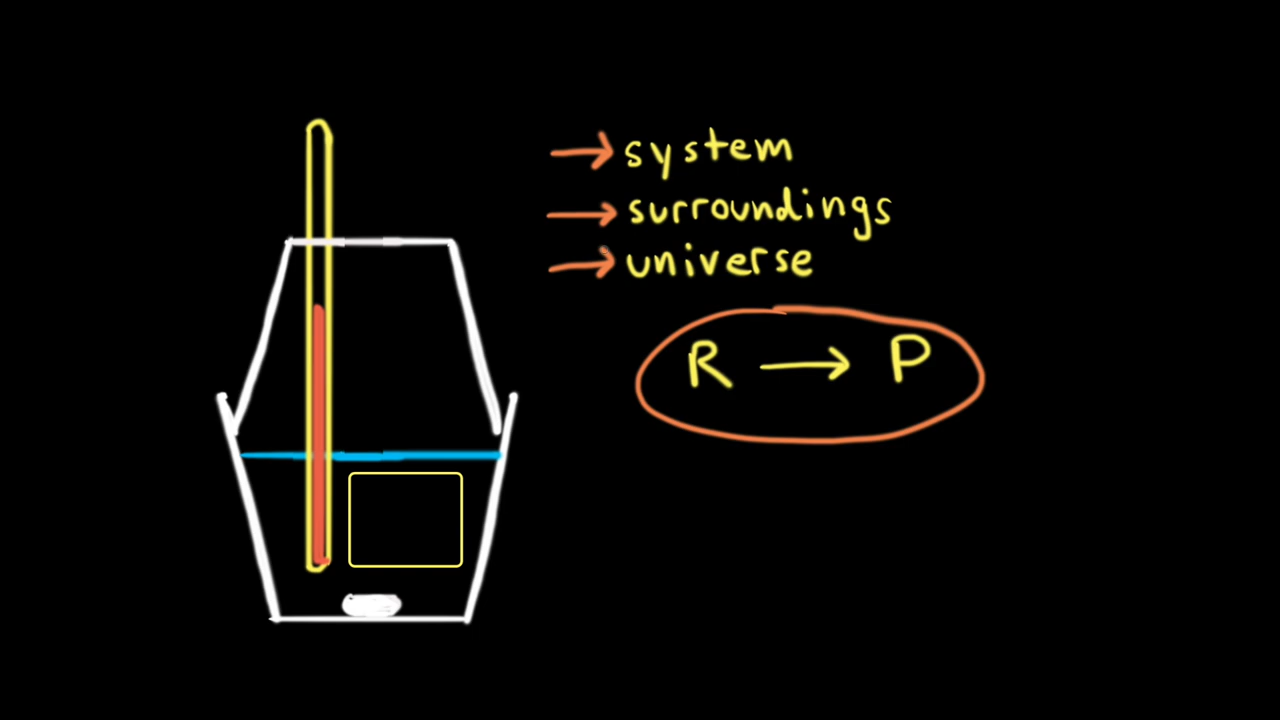 → system
→ surroundings
→ universe
R → P